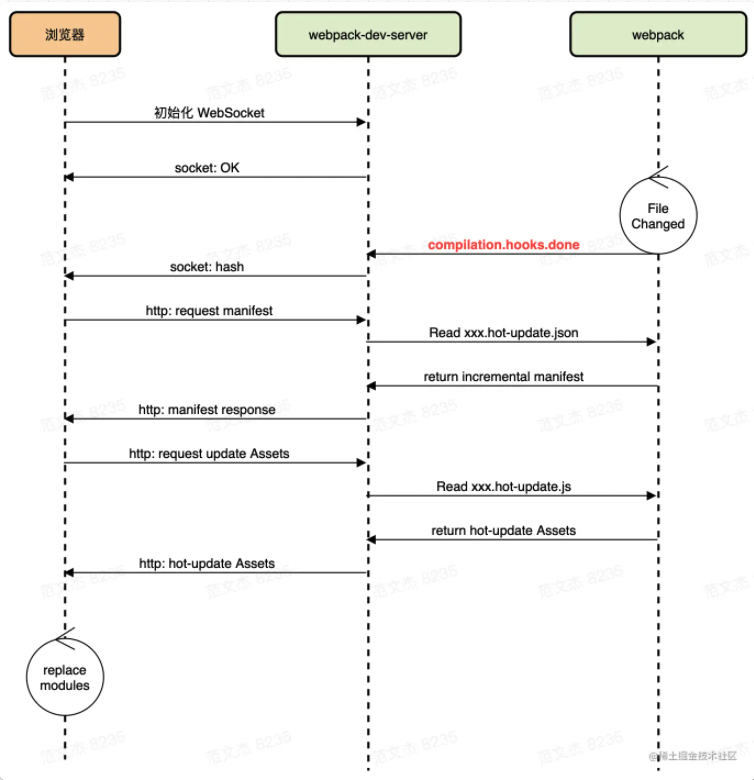 浏览器
webpack-dev-server
webpack
初始化 WebSocket
socket: OK
File
Changed
compilation.hooks.done
socket: hash
http: request manifest
Read xxx.hot-update.json
return incremental manifest
http: manifest response
http: request update Assets
Read xxx.hot-update.js
return hot-update Assets
http: hot-update Assets
replace
modules
范文杰 8235
@稀土掘金技术社区